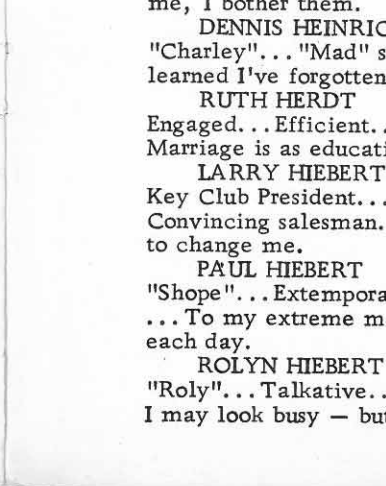 me, I bother them.
DENNIS HEINRIC
"Charley"... "Mad" s
learned I've forgotten
RUTH HERDT
Engaged... Efficient..
Marriage is as educati
LARRY HIEBERT
Key Club President...
Convincing salesman.
to change me.
PAUL HIEBERT
"Shope"... Extempora
... To my extreme m
each day.
ROLYN HIEBERT
"Roly"... Talkative..
I may look busy — but